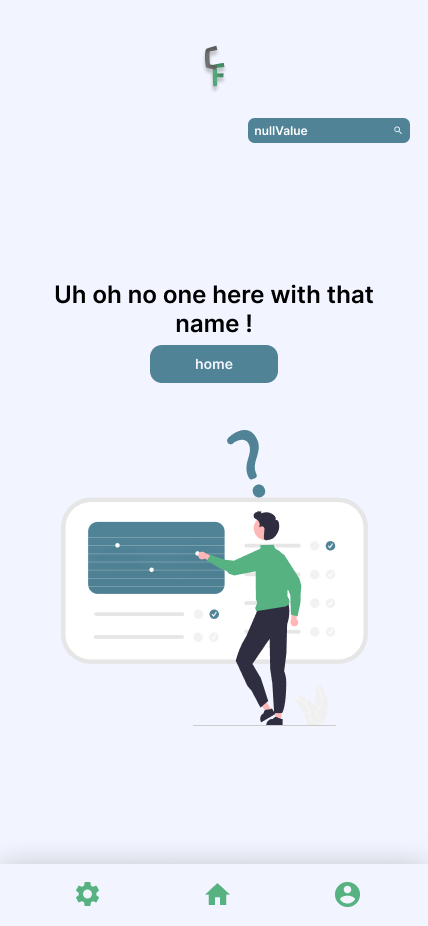 CF
nullValue
Uh oh no one here with that
name !
home
?